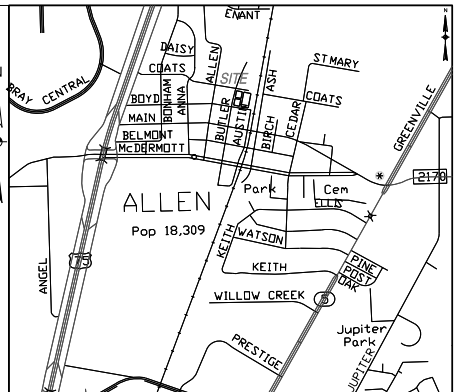 N
ENANT
DAISY
ALLEN
ST MARY
COATS
SITE
ASH
BRAY CENTRAL
BONHAM
ANNA
BOYD
COATS
MAIN
BUTLER
AUSTIN
BIRCH
CEDAR
GREENVILLE
BELMONT
McDERMOTT
2170
Park
Cem
ELLIS
ALLEN
Pop 18,309
KEITH
WATSON
ANGEL
75
KEITH
PINE
POST
OAK
WILLOW CREEK
5
Jupiter
Park
PRESTIGE
JUPITER